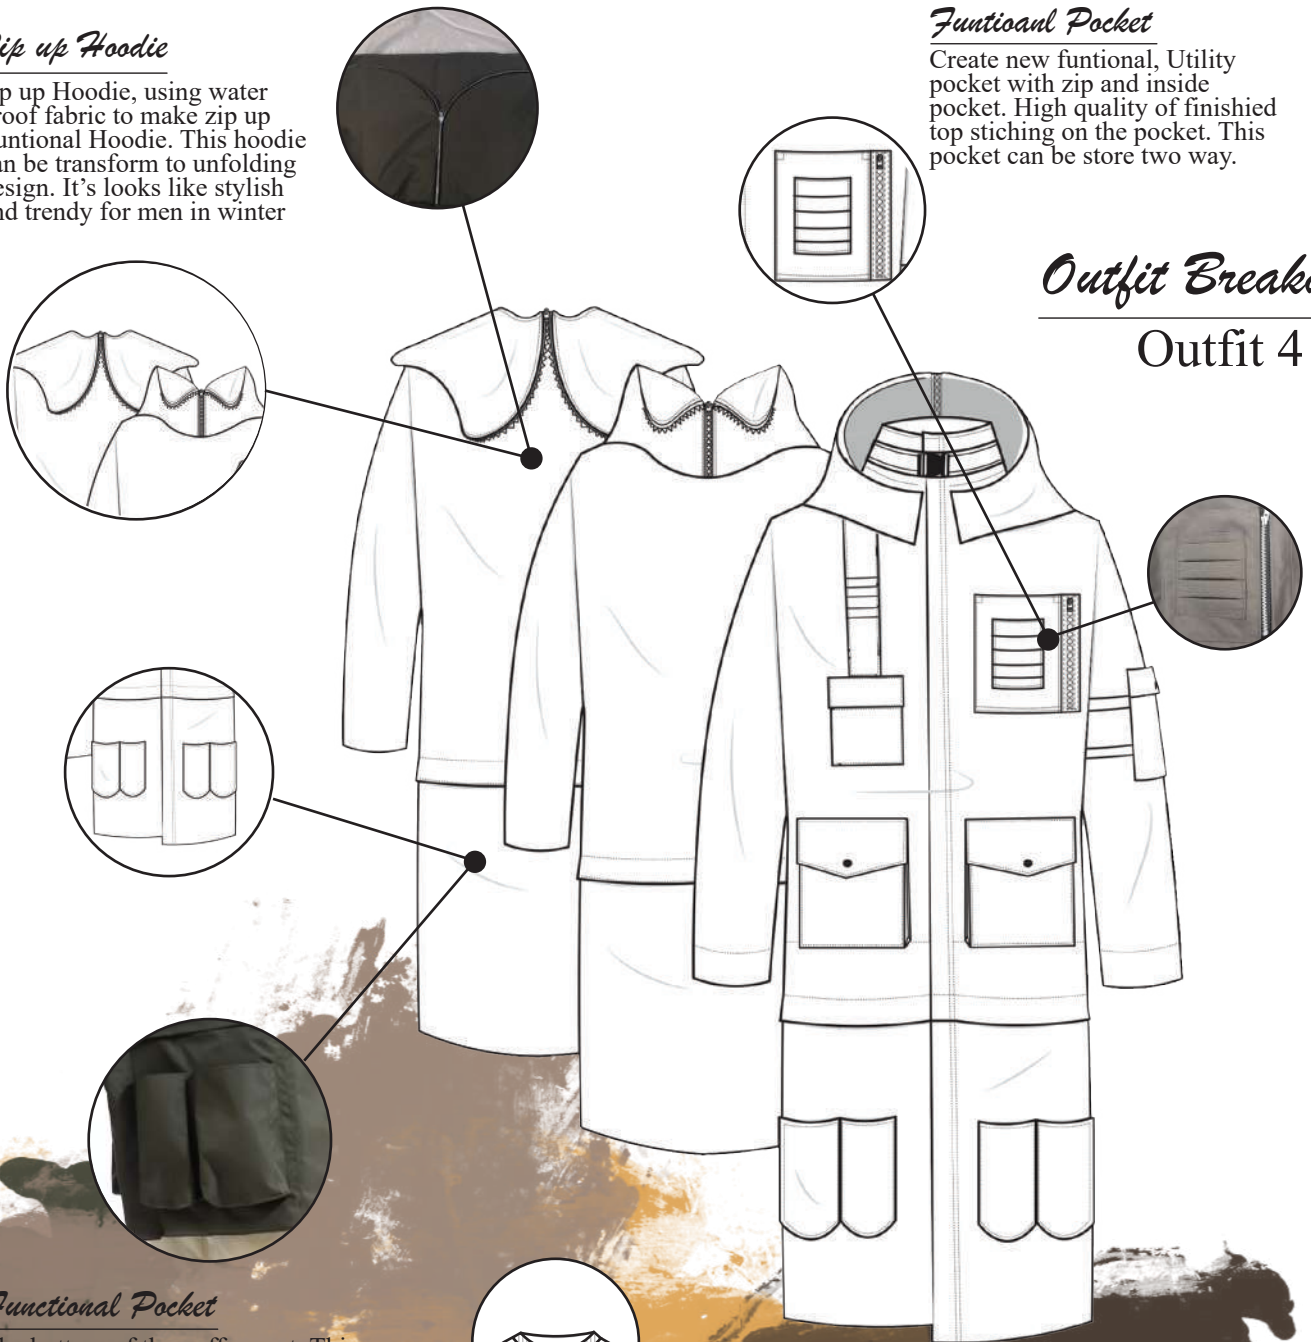 ip up Hoodie
p up Hoodie, using water
roof fabric to make zip up
untional Hoodie. This hoodie
an be transform to unfolding
esign. It's looks like stylish
nd trendy for men in winter
Funtioanl Pocket
Create new funtional, Utility
pocket with zip and inside
pocket. High quality of finishied
top stiching on the pocket. This
pocket can be store two way.
Outfit Break
Outfit 4
Functional Pocket